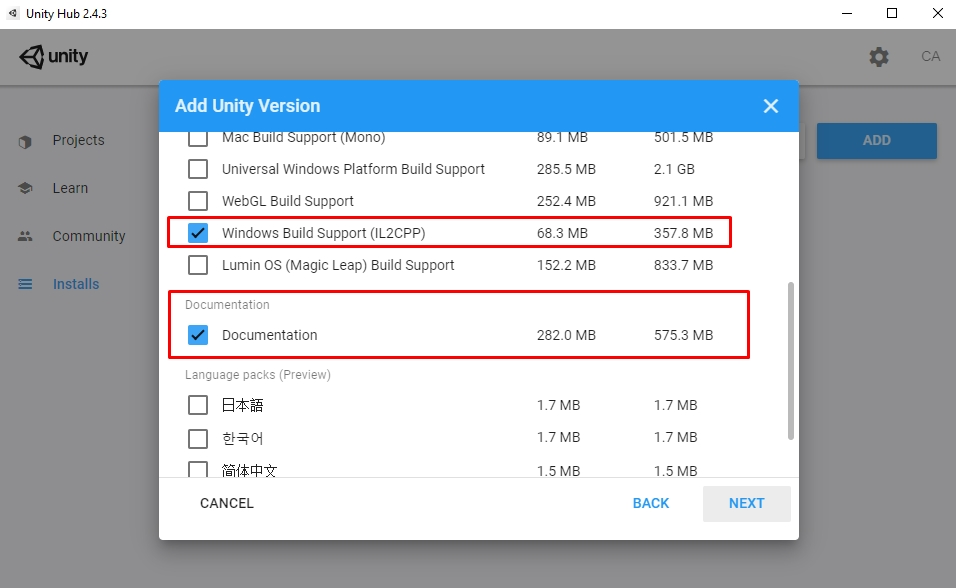 Unity Hub 2.4.3
unity
CA
Add Unity Version
Projects
Learn
Community
Installs
ADD
Mac Build Support (Mono) 89.1 MB 501.5 MB
Universal Windows Platform Build Support 285.5 MB 2.1 GB
WebGL Build Support 252.4 MB 921.1 MB
Windows Build Support (IL2CPP) 68.3 MB 357.8 MB
Lumin OS (Magic Leap) Build Support 152.2 MB 833.7 MB
Documentation
Documentation 282.0 MB 575.3 MB
Language packs (Preview)
日本語 1.7 MB 1.7 MB
한국어 1.7 MB 1.7 MB
简体中文 1.5 MB 1.5 MB
CANCEL BACK NEXT